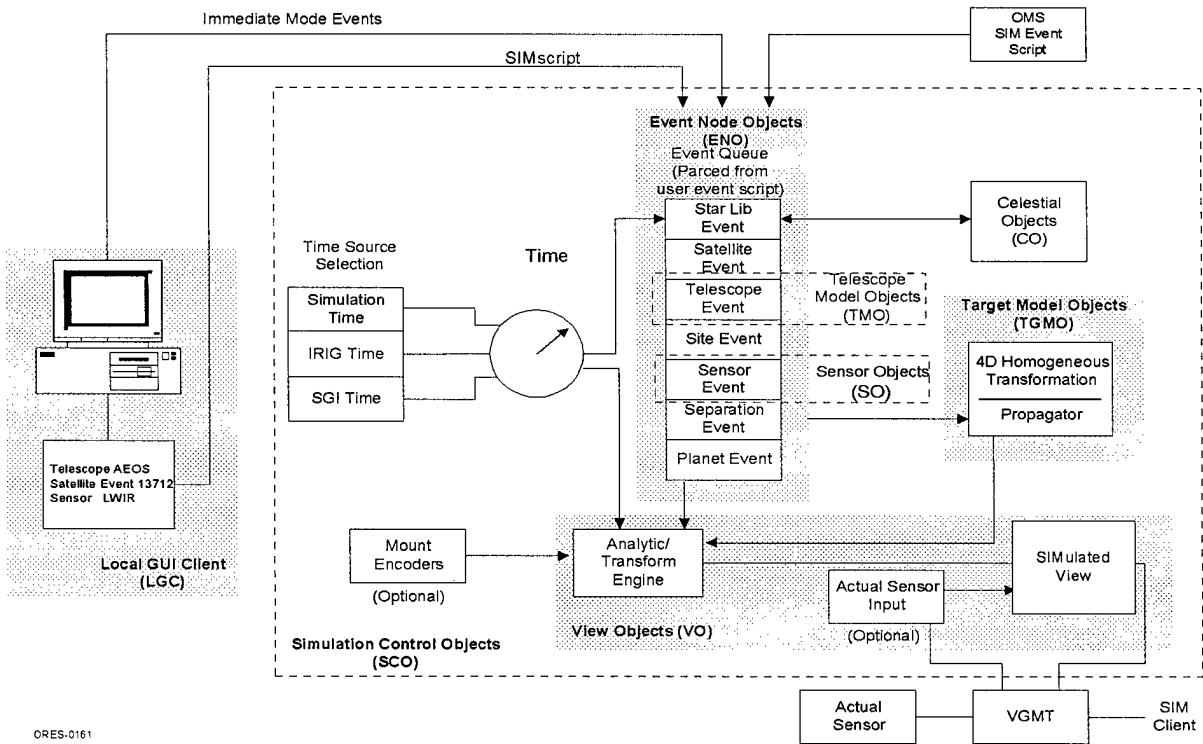 Immediate Mode Events
SIMscript
OMS
SIM Event
Script
Event Node Objects
(ENO)
Event Queue
(Parced from
user event script)
Star Lib
Event
Satellite
Event
Telescope
Event
Site Event
Sensor
Event
Separation
Event
Planet Event
Celestial
Objects
(CO)
Telescope
Model Objects
(TMO)
Sensor Objects
(SO)
Target Model Objects
(TGMO)
4D Homogeneous
Transformation
Propagator
Time Source
Selection
Simulation
Time
IRIG Time
SGI Time
Time
Telescope AEOS
Satellite Event 13712
Sensor LWIR
Local GUI Client
(LGC)
Mount
Encoders
(Optional)
Analytic/
Transform
Engine
SIMulated
View
Actual Sensor
Input
(Optional)
View Objects (VO)
Simulation Control Objects
(SCO)
Actual
Sensor
VGMT
SIM
Client
ORES-0161